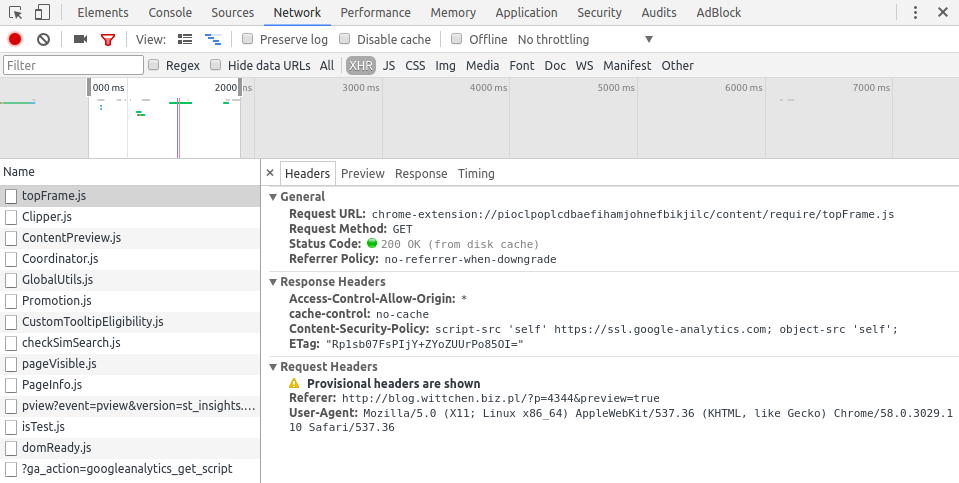 Elements Console Sources Network Performance Memory Application Security Audits AdBlock
View: Preserve log Disable cache Offline No throttling
Filter Regex Hide data URLs All XHR JS CSS Img Media Font Doc WS Manifest Other
000 ms 2000 ms 3000 ms 4000 ms 5000 ms 6000 ms 7000 ms
Name
topFrame.js
Clipper.js
ContentPreview.js
Coordinator.js
GlobalUtils.js
Promotion.js
CustomTooltipEligibility.js
checkSimSearch.js
pageVisible.js
PageInfo.js
pview?event=pview&version=st_insights....
isTest.js
domReady.js
?ga_action=googleanalytics_get_script
Headers Preview Response Timing
General
Request URL: chrome-extension://pioclpoplcdbaefihamjohnefbikjilc/content/require/topFrame.js
Request Method: GET
Status Code: 200 OK (from disk cache)
Referrer Policy: no-referrer-when-downgrade
Response Headers
Access-Control-Allow-Origin: *
cache-control: no-cache
Content-Security-Policy: script-src 'self' https://ssl.google-analytics.com; object-src 'self';
ETag: "Rp1sb07FsPIjY+ZYoZUUrPo85OI="
Request Headers
Provisional headers are shown
Referer: http://blog.wittchen.biz.pl/?p=4344&preview=true
User-Agent: Mozilla/5.0 (X11; Linux x86_64) AppleWebKit/537.36 (KHTML, like Gecko) Chrome/58.0.3029.1
10 Safari/537.36